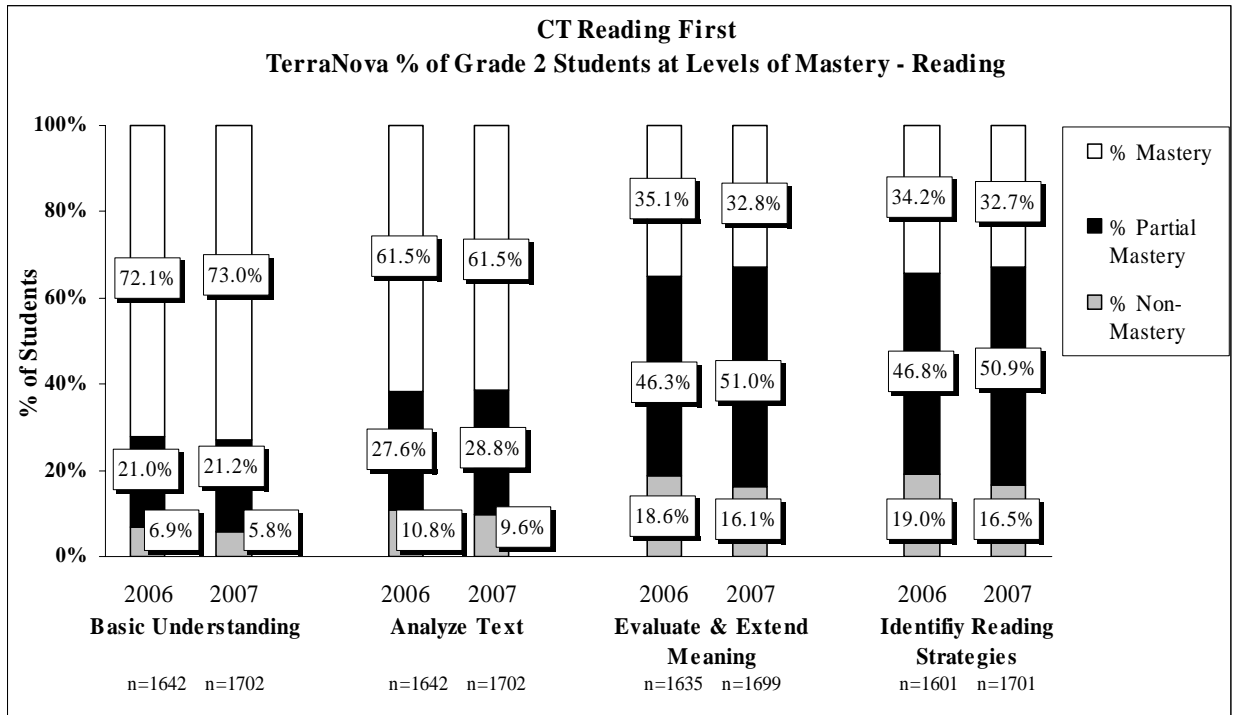 CT Reading First
TerraNova % of Grade 2 Students at Levels of Mastery - Reading
% of Students
100%
80%
60%
40%
20%
0%
72.1%
73.0%
21.0%
21.2%
6.9%
5.8%
61.5%
61.5%
27.6%
28.8%
10.8%
9.6%
35.1%
32.8%
46.3%
51.0%
18.6%
16.1%
34.2%
32.7%
46.8%
50.9%
19.0%
16.5%
% Mastery
% Partial
Mastery
% Non-
Mastery
2006 2007
Basic Understanding
n=1642 n=1702
2006 2007
Analyze Text
n=1642 n=1702
2006 2007
Evaluate & Extend
Meaning
n=1635 n=1699
2006 2007
Identifiy Reading
Strategies
n=1601 n=1701